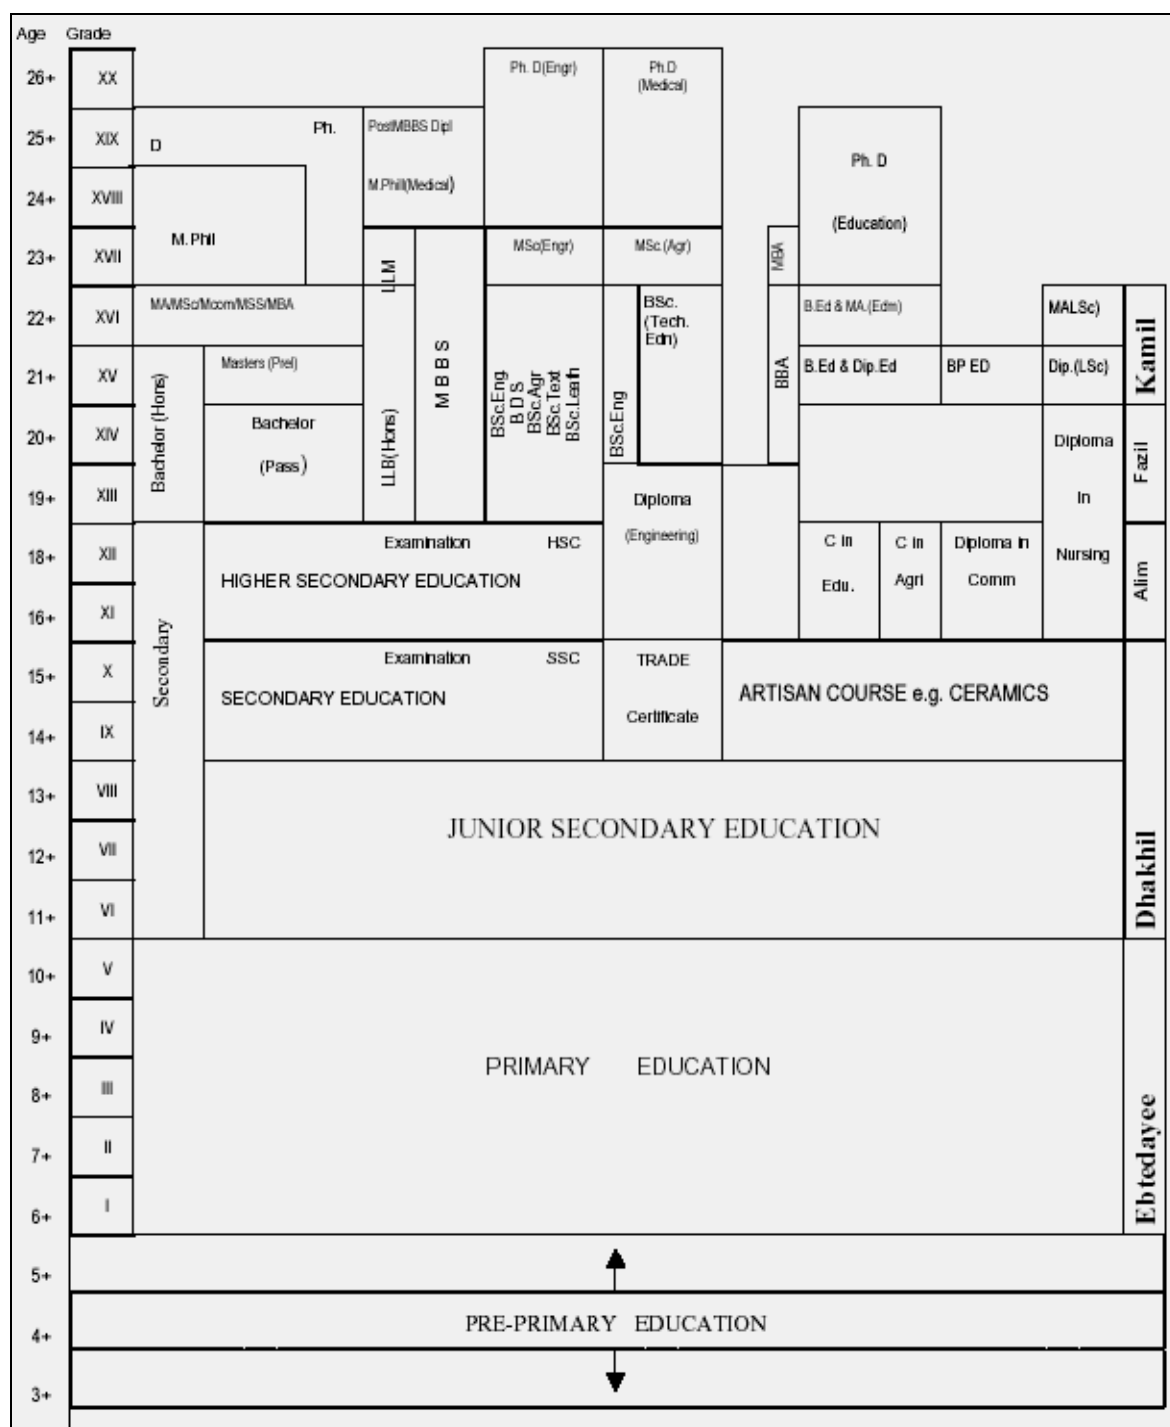 Age Grade
26+ XX Ph. D(Engr) Ph.D
(Medical)
25+ XIX D Ph. PostMBBS Dipl
Ph. D
24+ XVIII M.Phill(Medical)
(Education)
23+ XVII M. Phil LLM MSc(Engr) MSc.(Agr) MBA
22+ XVI MA/MSc/Mcom/MSS/MBA BSc.
(Tech.
Edn) B.Ed & MA.(Edm) MALSc) Kamil
21+ XV Bachelor (Hons) Masters (Prel) MBBS BSc.Eng.
B D S
BSc.Agr
BSc.Text
BSc.Leath BBA B.Ed & Dip.Ed BP ED Dip.(LSc)
20+ XIV Bachelor
(Pass) LLB(Hons) BSc.Eng Diploma Fazil
19+ XIII Diploma In
(Engineering)
18+ XII Examination HSC C in
Edu. C in
Agri Diploma in
Comm Nursing Alim
HIGHER SECONDARY EDUCATION
16+ XI
Secondary
15+ X Examination SSC TRADE
SECONDARY EDUCATION ARTISAN COURSE e.g. CERAMICS
Certificate
14+ IX
13+ VIII
JUNIOR SECONDARY EDUCATION
12+ VII Dhakhil
11+ VI
10+ V
9+ IV
PRIMARY EDUCATION
8+ III
7+ II Ebtedayee
6+ I
5+
4+ PRE-PRIMARY EDUCATION
3+